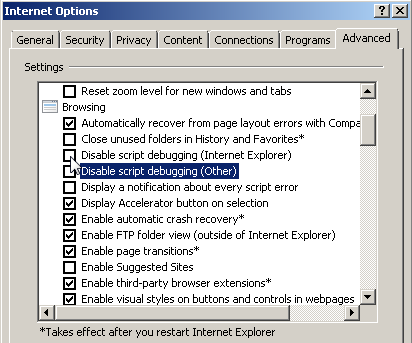 Internet Options
General Security Privacy Content Connections Programs Advanced
Settings
Reset zoom level for new windows and tabs
Browsing
Automatically recover from page layout errors with Compa
Close unused folders in History and Favorites*
Disable script debugging (Internet Explorer)
Disable script debugging (Other)
Display a notification about every script error
Display Accelerator button on selection
Enable automatic crash recovery*
Enable FTP folder view (outside of Internet Explorer)
Enable page transitions*
Enable Suggested Sites
Enable third-party browser extensions*
Enable visual styles on buttons and controls in webpages
*Takes effect after you restart Internet Explorer